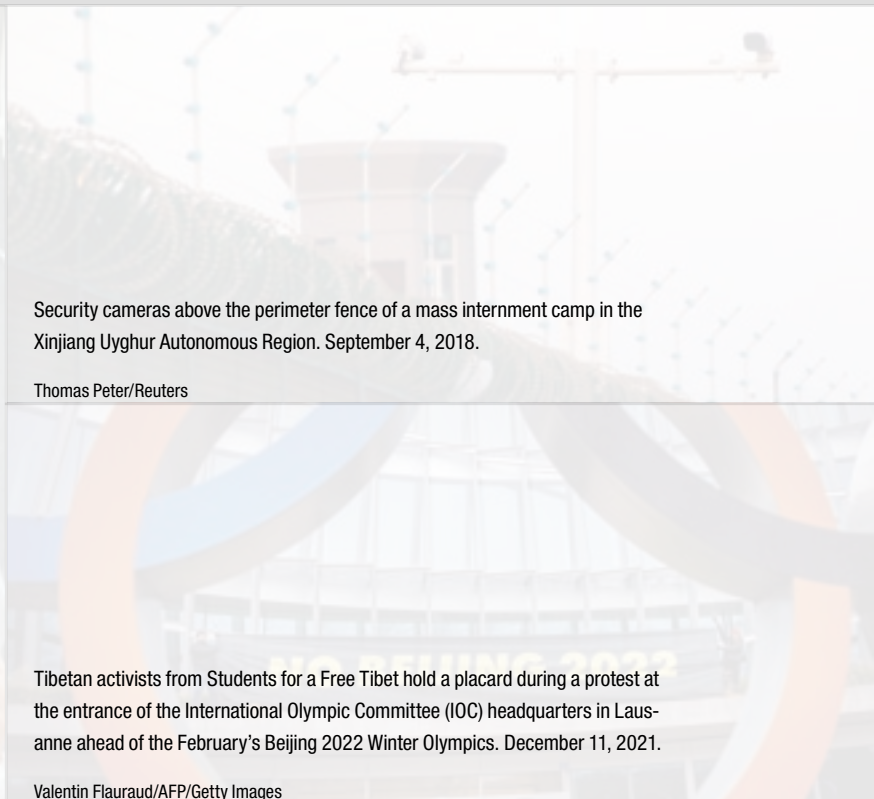 Security cameras above the perimeter fence of a mass internment camp in the
Xinjiang Uyghur Autonomous Region. September 4, 2018.
Thomas Peter/Reuters
NO BEIJING 2022
Tibetan activists from Students for a Free Tibet hold a placard during a protest at
the entrance of the International Olympic Committee (IOC) headquarters in Laus-
anne ahead of the February’s Beijing 2022 Winter Olympics. December 11, 2021.
Valentin Flauraud/AFP/Getty Images